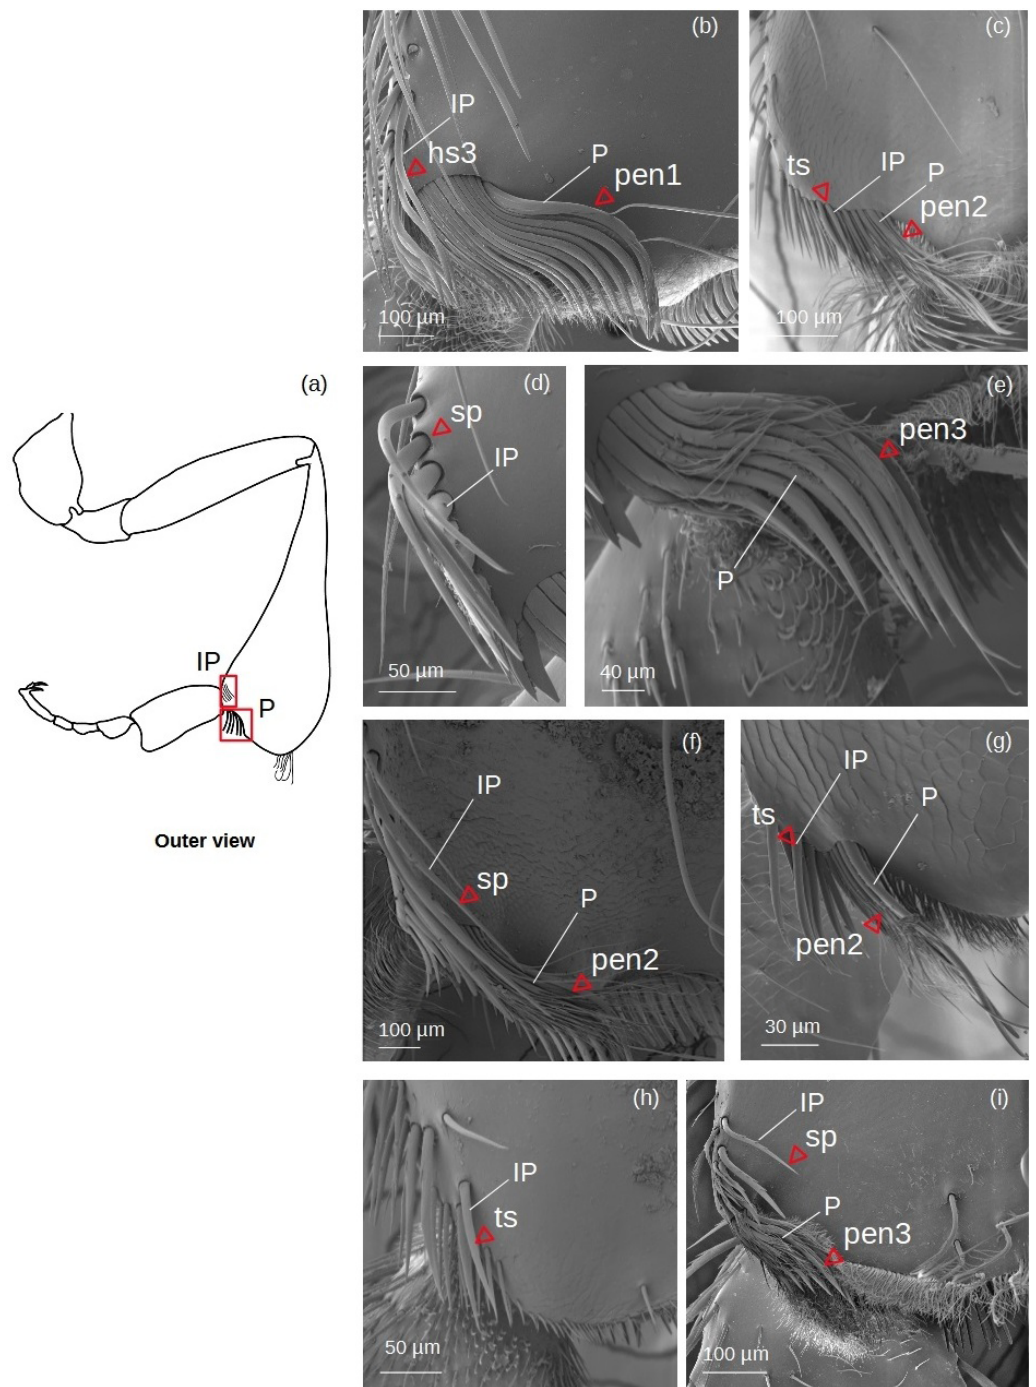 (a)
IP
P
Outer view
(b)
IP
hs3
P
pen1
100 µm
(c)
ts
IP
P
pen2
100 µm
(d)
sp
IP
50 µm
(e)
pen3
P
40 µm
(f)
IP
sp
P
pen2
100 µm
(g)
IP
P
ts
pen2
30 µm
(h)
IP
ts
50 µm
(i)
IP
sp
P
pen3
100 µm